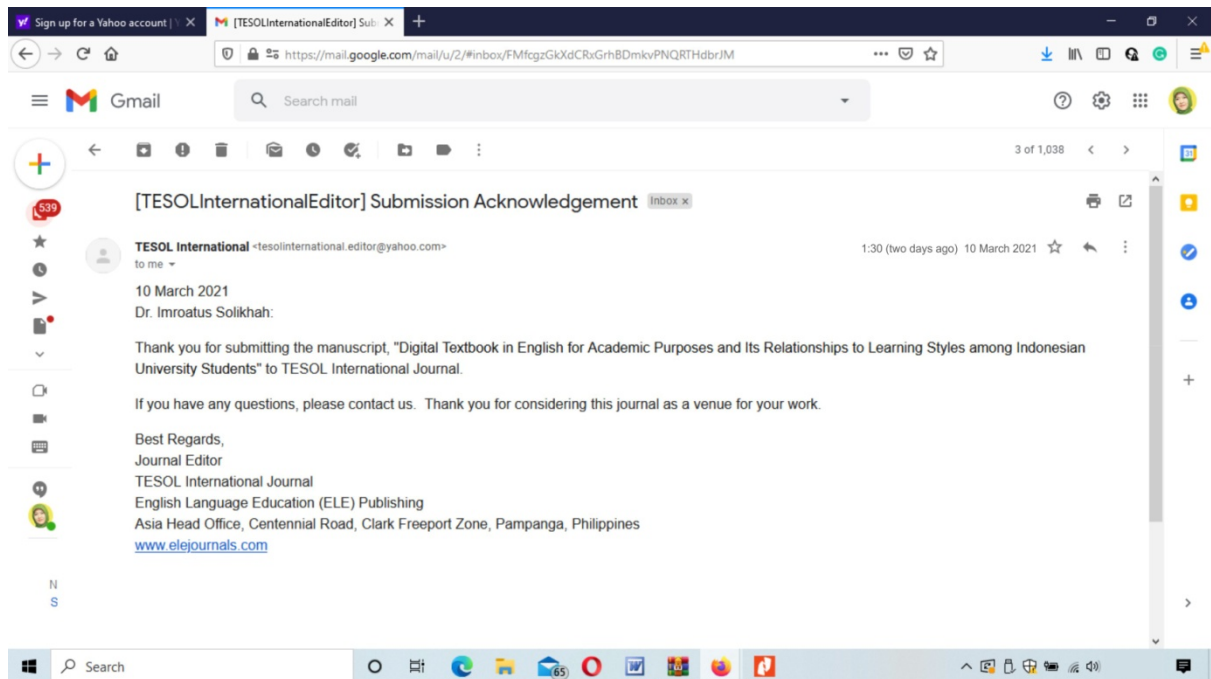 Sign up for a Yahoo account | Y
[TESOLInternationalEditor] Sub
https://mail.google.com/mail/u/2/#inbox/FMfcgzGkXdCRxGrhBDmkvPNQRTHdbrJM
Gmail
Search mail
3 of 1,038
31
539
[TESOLInternationalEditor] Submission Acknowledgement Inbox x
TESOL International <tesolinternational.editor@yahoo.com> 1:30 (two days ago) 10 March 2021
to me
10 March 2021
Dr. Imroatus Solikhah:
Thank you for submitting the manuscript, "Digital Textbook in English for Academic Purposes and Its Relationships to Learning Styles among Indonesian
University Students" to TESOL International Journal.
If you have any questions, please contact us. Thank you for considering this journal as a venue for your work.
Best Regards,
Journal Editor
TESOL International Journal
English Language Education (ELE) Publishing
Asia Head Office, Centennial Road, Clark Freeport Zone, Pampanga, Philippines
www.elejournals.com
N
S
Search
65